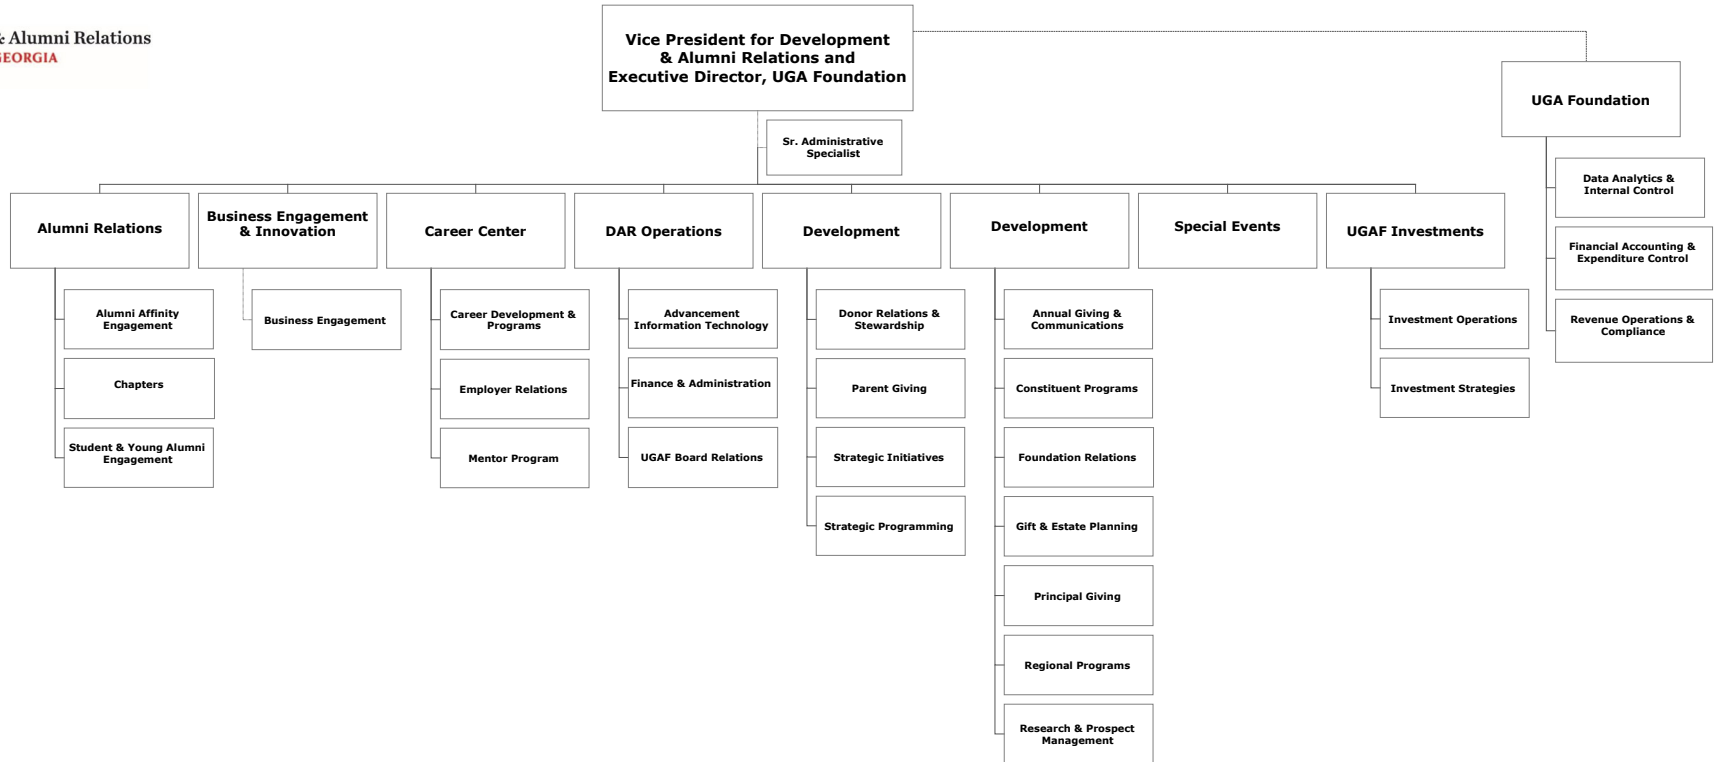 & Alumni Relations
GEORGIA
Vice President for Development
& Alumni Relations and
Executive Director, UGA Foundation
UGA Foundation
Sr. Administrative
Specialist
Data Analytics &
Internal Control
Financial Accounting &
Expenditure Control
Revenue Operations &
Compliance
Alumni Relations
Business Engagement
& Innovation
Career Center
DAR Operations
Development
Development
Special Events
UGAF Investments
Alumni Affinity
Engagement
Chapters
Student & Young Alumni
Engagement
Business Engagement
Career Development &
Programs
Employer Relations
Mentor Program
Advancement
Information Technology
Finance & Administration
UGAF Board Relations
Donor Relations &
Stewardship
Parent Giving
Strategic Initiatives
Strategic Programming
Annual Giving &
Communications
Constituent Programs
Foundation Relations
Gift & Estate Planning
Principal Giving
Regional Programs
Research & Prospect
Management
Investment Operations
Investment Strategies